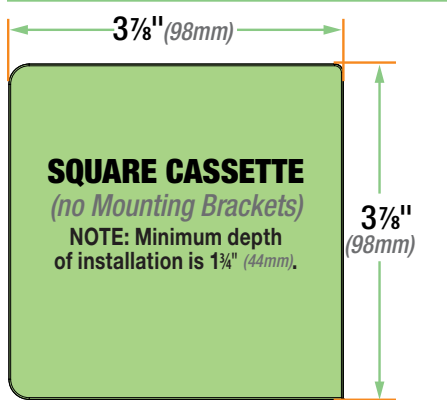 3⅞"(98mm)
SQUARE CASSETTE
(no Mounting Brackets)
NOTE: Minimum depth
of installation is 1¾" (44mm).
3⅞"
(98mm)